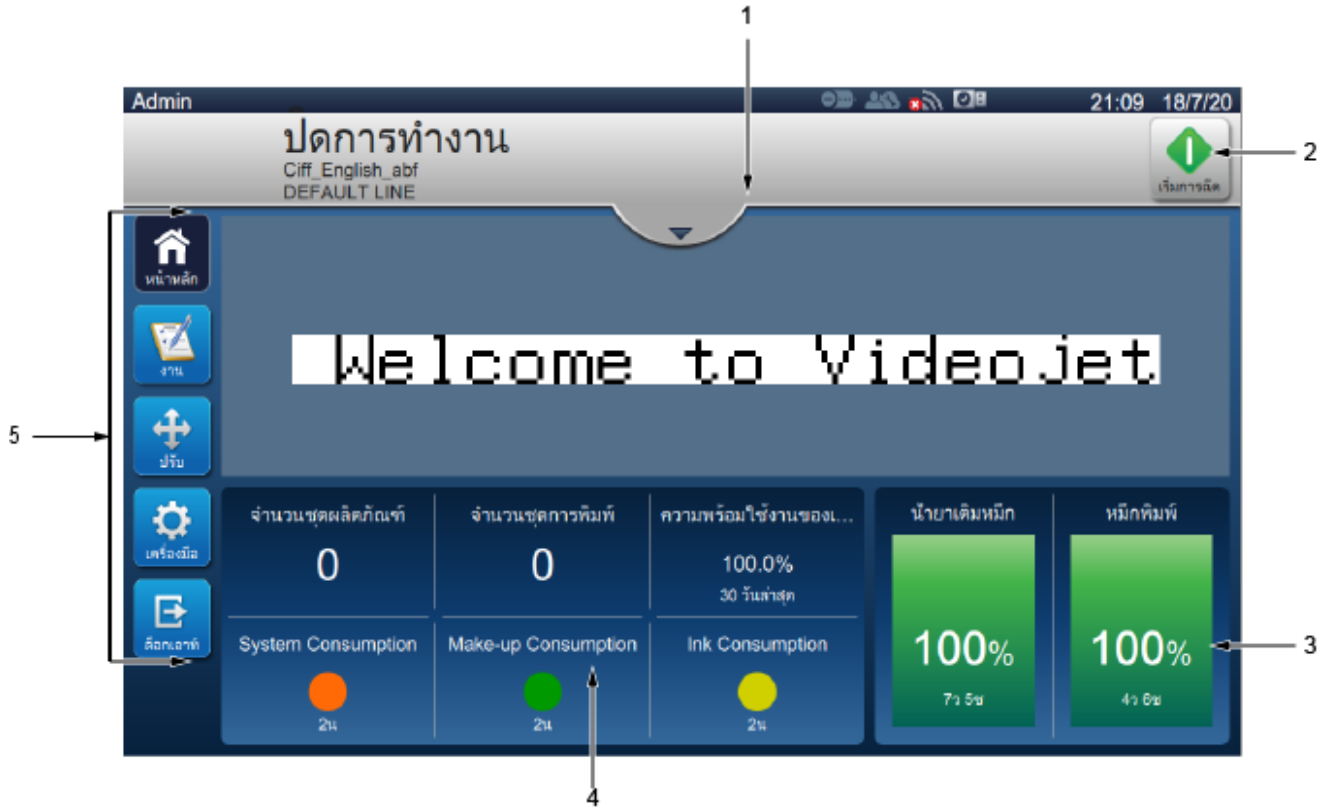 1
Admin 21:09 18/7/20
ปดการทำงาน
Ciff_English_abf
DEFAULT LINE
เริ่มการฉีด
2
หน้าหลัก
งาน
ปรับ
เครื่องมือ
ล็อกเอาท์
5
Welcome to Videojet
จำนวนชุดผลิตภัณฑ์ จำนวนชุดการพิมพ์ ความพร้อมใช้งานของเ... น้ำยาเติมหมึก หมึกพิมพ์
0 0 100.0%
30 วันล่าสุด
System Consumption Make-up Consumption Ink Consumption 100% 100%
3
2น 2น 2น 7ว 5ช 4ว 6ช
4